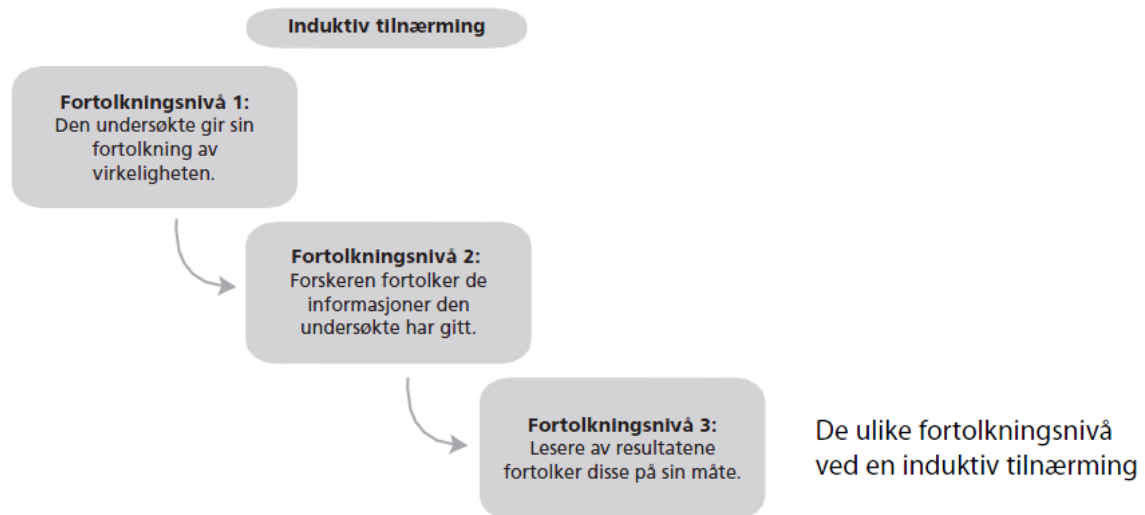 Induktiv tilnærming
Fortolkningsnivå 1:
Den undersøkte gir sin
fortolkning av
virkeligheten.
Fortolkningsnivå 2:
Forskeren fortolker de
informasjoner den
undersøkte har gitt.
Fortolkningsnivå 3:
Lesere av resultatene
fortolker disse på sin måte.
De ulike fortolkningsnivå
ved en induktiv tilnærming